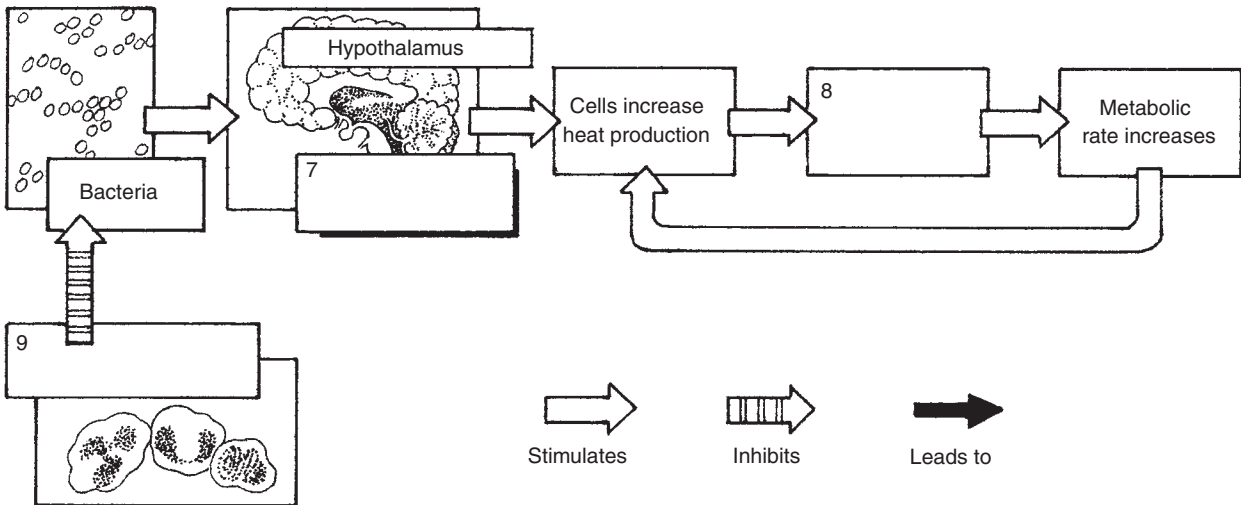 Hypothalamus
Cells increase
heat production
8
Metabolic
rate increases
7
Bacteria
9
Stimulates
Inhibits
Leads to